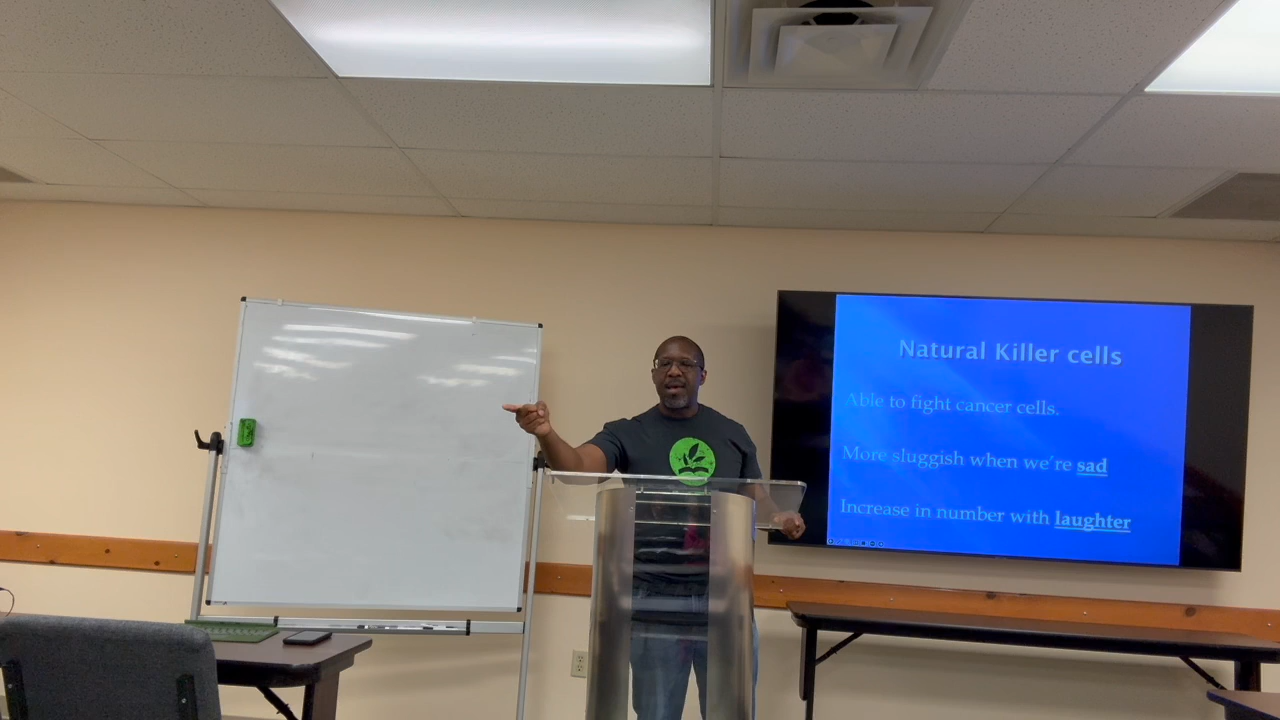 Natural Killer cells
Able to fight cancer cells.
More sluggish when we're sad
Increase in number with laughter